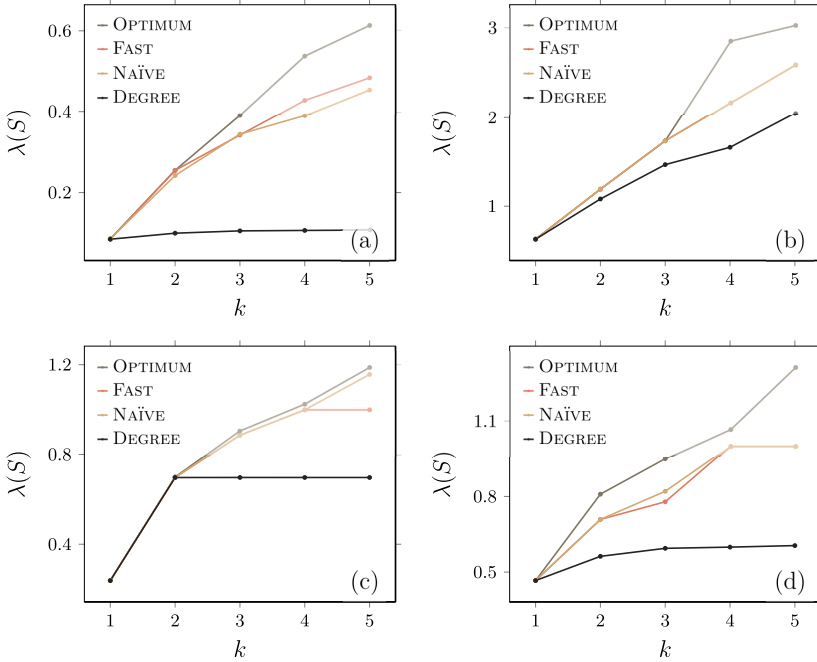 0.6
0.4
0.2
λ(S)
OPTIMUM
FAST
NAÏVE
DEGREE
(a)
1 2 3 4 5
k
3
2
1
λ(S)
OPTIMUM
FAST
NAÏVE
DEGREE
(b)
1 2 3 4 5
k
1.2
0.8
0.4
λ(S)
OPTIMUM
FAST
NAÏVE
DEGREE
(c)
1 2 3 4 5
k
1.1
0.8
0.5
λ(S)
OPTIMUM
FAST
NAÏVE
DEGREE
(d)
1 2 3 4 5
k